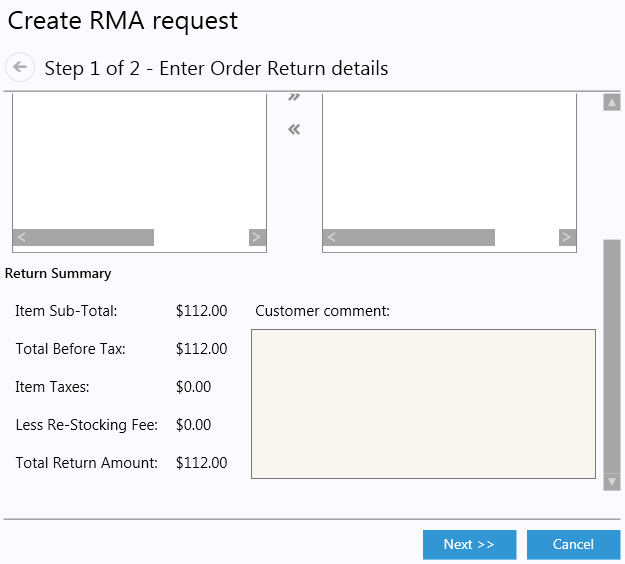 Create RMA request
Step 1 of 2 - Enter Order Return details
Return Summary
Item Sub-Total: $112.00 Customer comment:
Total Before Tax: $112.00
Item Taxes: $0.00
Less Re-Stocking Fee: $0.00
Total Return Amount: $112.00
Next >> Cancel